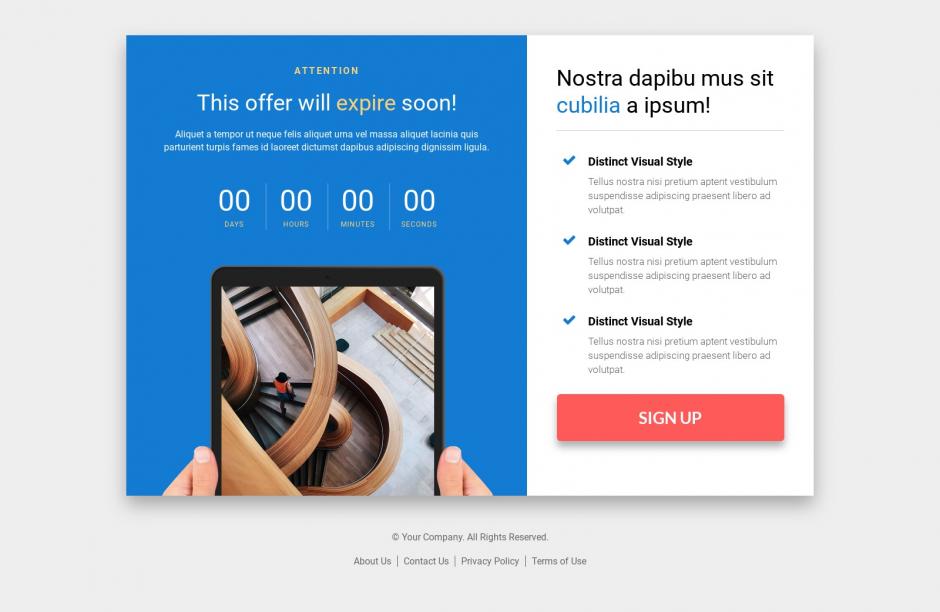 ATTENTION
This offer will expire soon!
Aliquet a tempor ut neque felis aliquet urna vel massa aliquet lacinia quis
parturient turpis fames id laoreet dictumst dapibus adipiscing dignissim ligula.
00 00 00 00
DAYS HOURS MINUTES SECONDS
Nostra dapibu mus sit
cubilia a ipsum!
Distinct Visual Style
Tellus nostra nisi pretium aptent vestibulum
suspendisse adipiscing praesent libero ad
volutpat.
Distinct Visual Style
Tellus nostra nisi pretium aptent vestibulum
suspendisse adipiscing praesent libero ad
volutpat.
Distinct Visual Style
Tellus nostra nisi pretium aptent vestibulum
suspendisse adipiscing praesent libero ad
volutpat.
SIGN UP
© Your Company. All Rights Reserved.
About Us | Contact Us | Privacy Policy | Terms of Use